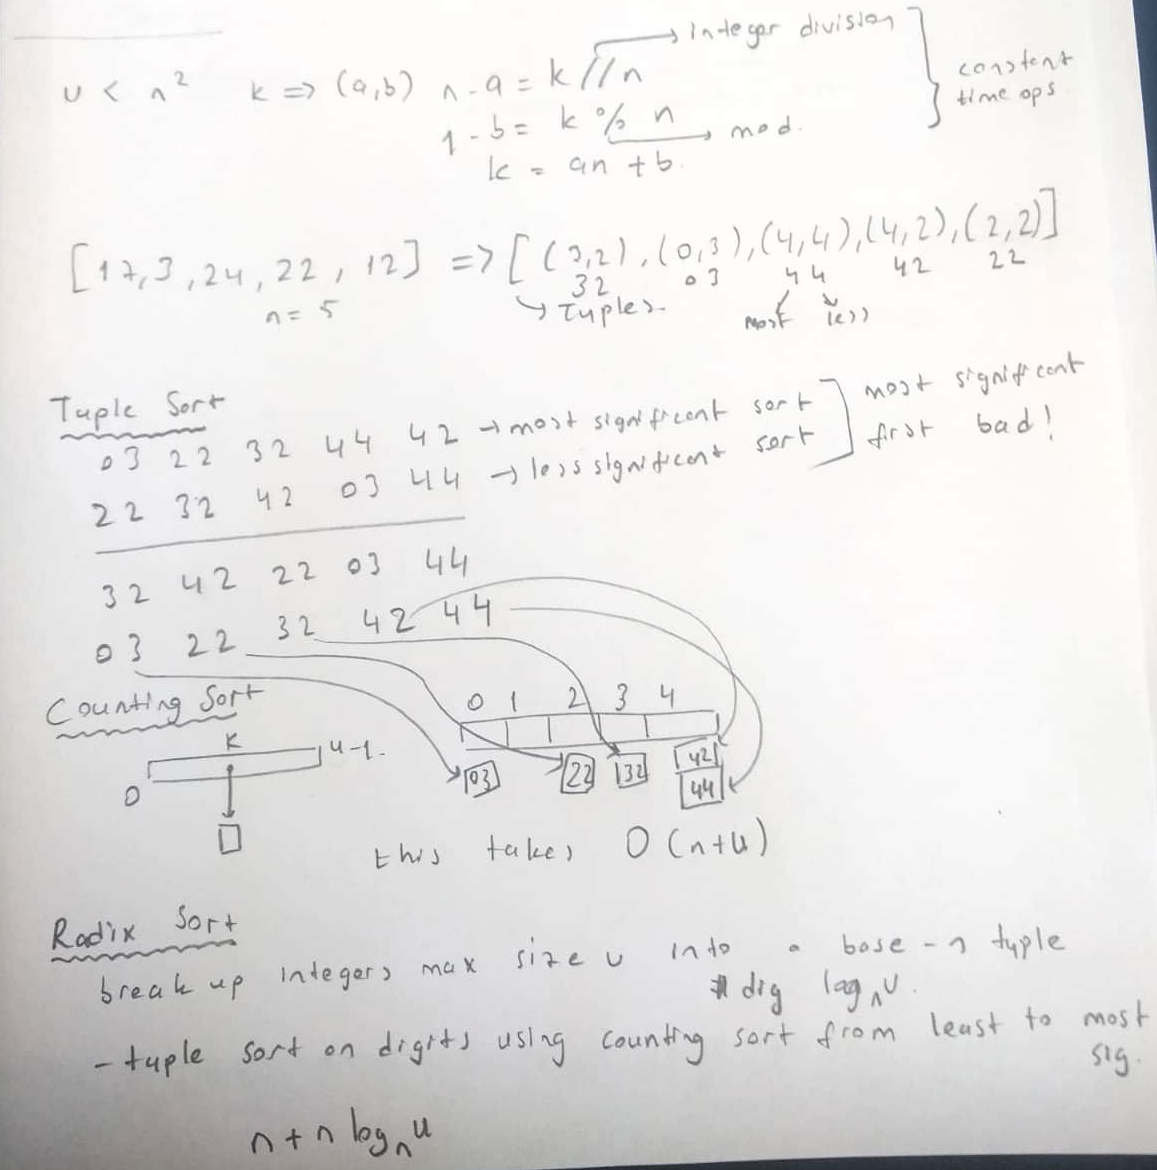 integer division
u < n² k => (a,b) n - a = k // n
constant
time ops.
1 - b = k % n mod.
k = an + b.
[17,3,24,22,12] => [(3,2),(0,3),(4,4),(4,2),(2,2)]
32 03 44 42 22
n = 5 Tuples. most less
Tuple Sort
03 22 32 44 42 → most significant sort
22 32 42 03 44 → less significant sort
most significant
first bad!
32 42 22 03 44
03 22 32 42 44
Counting Sort
0 1 2 3 4
K
u-1.
0
03 22 32 42
44
this takes O(n+u)
Radix Sort
break up integers max size u into a base-n tuple
# dig logₙu.
- tuple sort on digits using counting sort from least to most
sig.
n + n logₙu